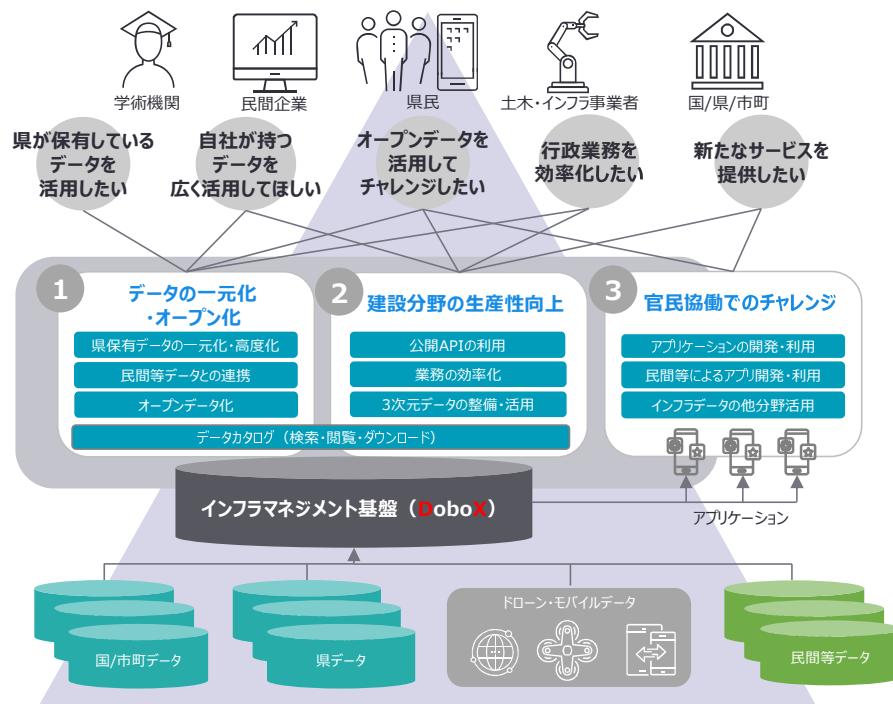 学術機関
民間企業
県民
土木・インフラ事業者
国/県/市町
県が保有している
データを
活用したい
自社が持つ
データを
広く活用してほしい
オープンデータを
活用して
チャレンジしたい
行政業務を
効率化したい
新たなサービスを
提供したい
1
データの一元化
・オープン化
県保有データの一元化・高度化
民間等データとの連携
オープンデータ化
2
建設分野の生産性向上
公開APIの利用
業務の効率化
3次元データの整備・活用
データカタログ（検索・閲覧・ダウンロード）
3
官民協働でのチャレンジ
アプリケーションの開発・利用
民間等によるアプリ開発・利用
インフラデータの他分野活用
インフラマネジメント基盤（DoboX）
アプリケーション
国/市町データ
県データ
ドローン・モバイルデータ
民間等データ